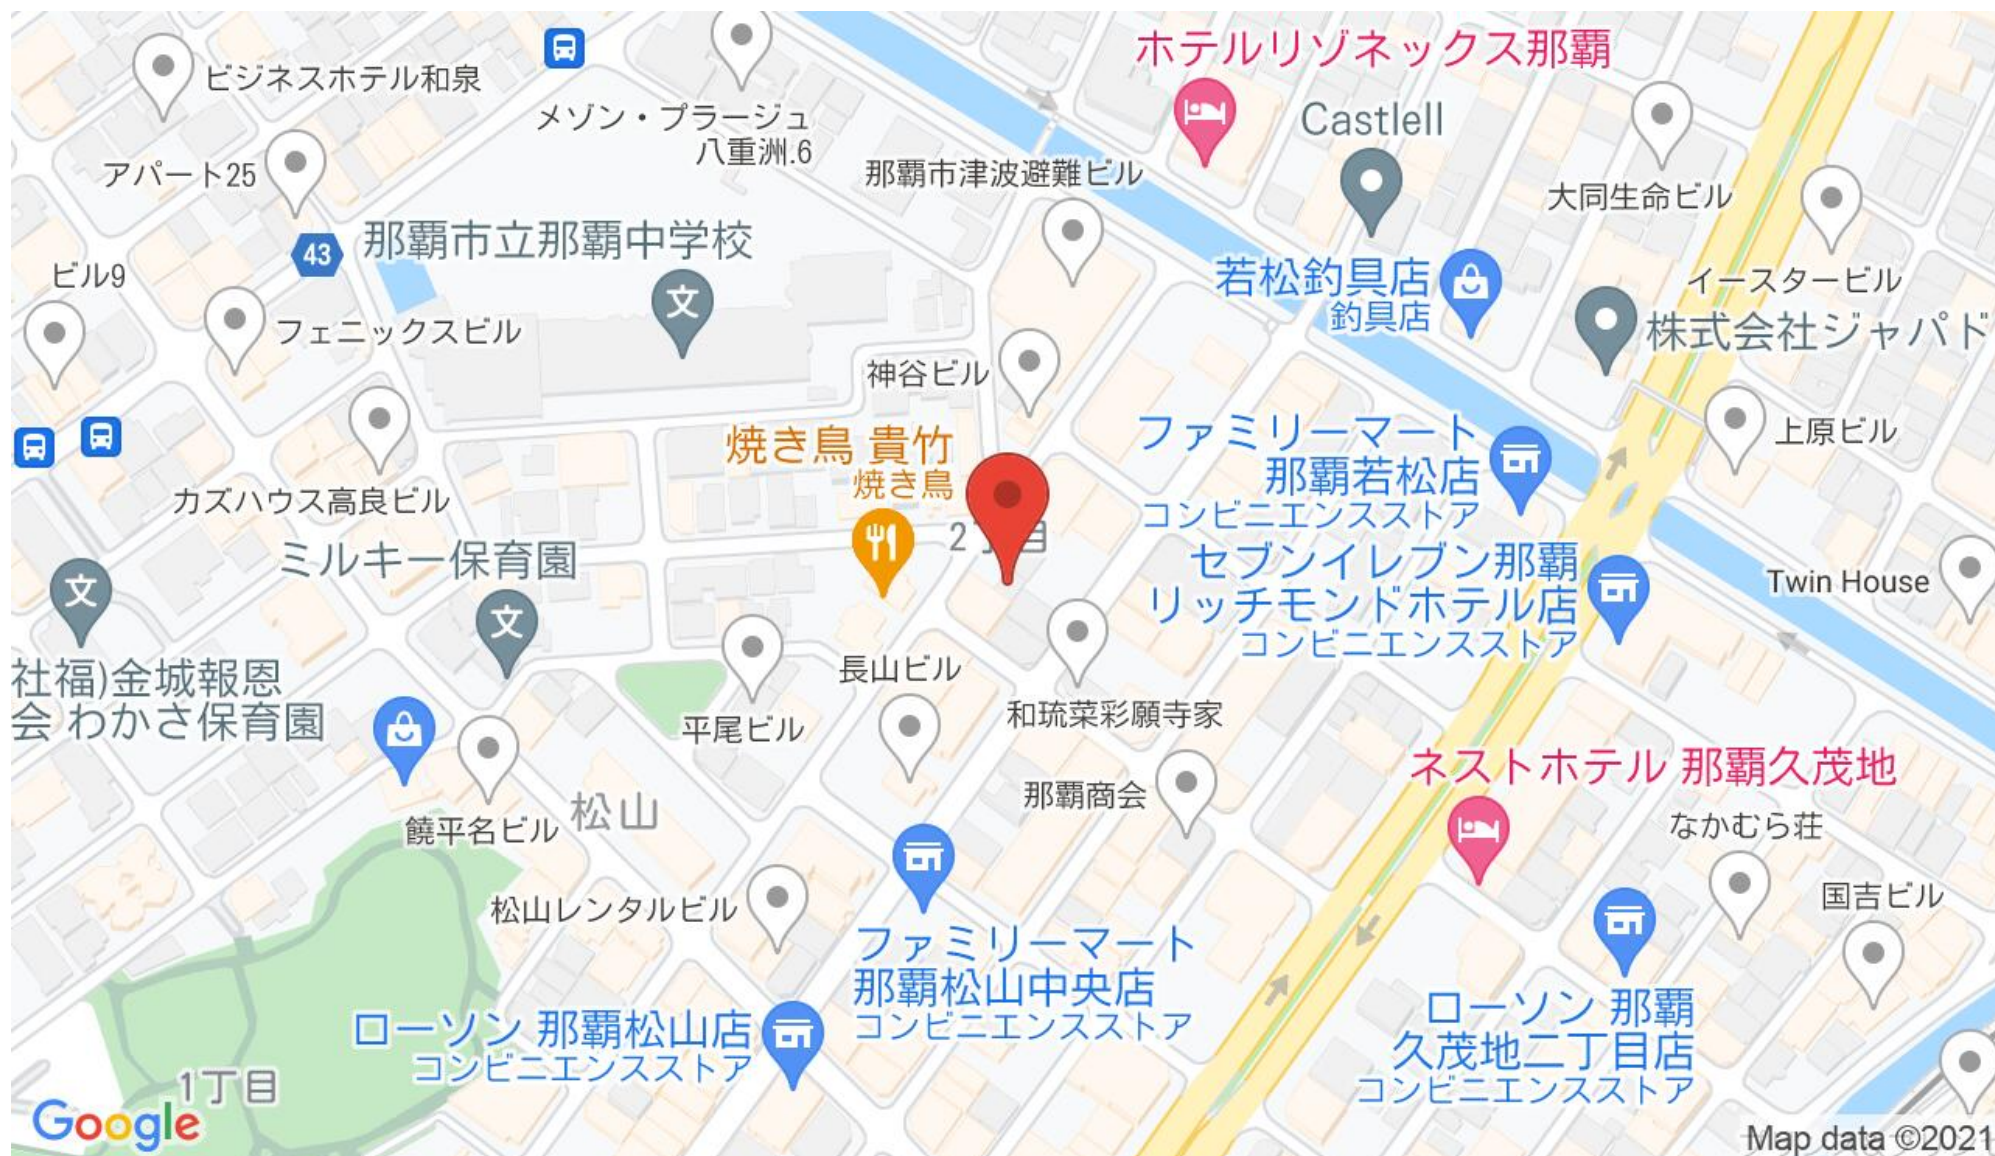 ホテルリゾネックス那覇
ビジネスホテル和泉
Castlell
メゾン・プラージュ
八重洲.6
アパート25
那覇市津波避難ビル
大同生命ビル
那覇市立那覇中学校
43
文
ビル9
若松釣具店
釣具店
イースタービル
フェニックスビル
株式会社ジャパド
神谷ビル
焼き鳥 貴竹
焼き鳥
ファミリーマート
那覇若松店
コンビニエンスストア
上原ビル
カズハウス高良ビル
2丁目
ミルキー保育園
文
文
セブンイレブン那覇
リッチモンドホテル店
コンビニエンスストア
Twin House
社福)金城報恩
会 わかさ保育園
長山ビル
平尾ビル
和琉菜彩願寺家
ネストホテル 那覇久茂地
那覇商会
松山
饒平名ビル
なかむら荘
松山レンタルビル
国吉ビル
ファミリーマート
那覇松山中央店
コンビニエンスストア
ローソン 那覇松山店
コンビニエンスストア
ローソン 那覇
久茂地二丁目店
コンビニエンスストア
1丁目
Google
Map data ©2021